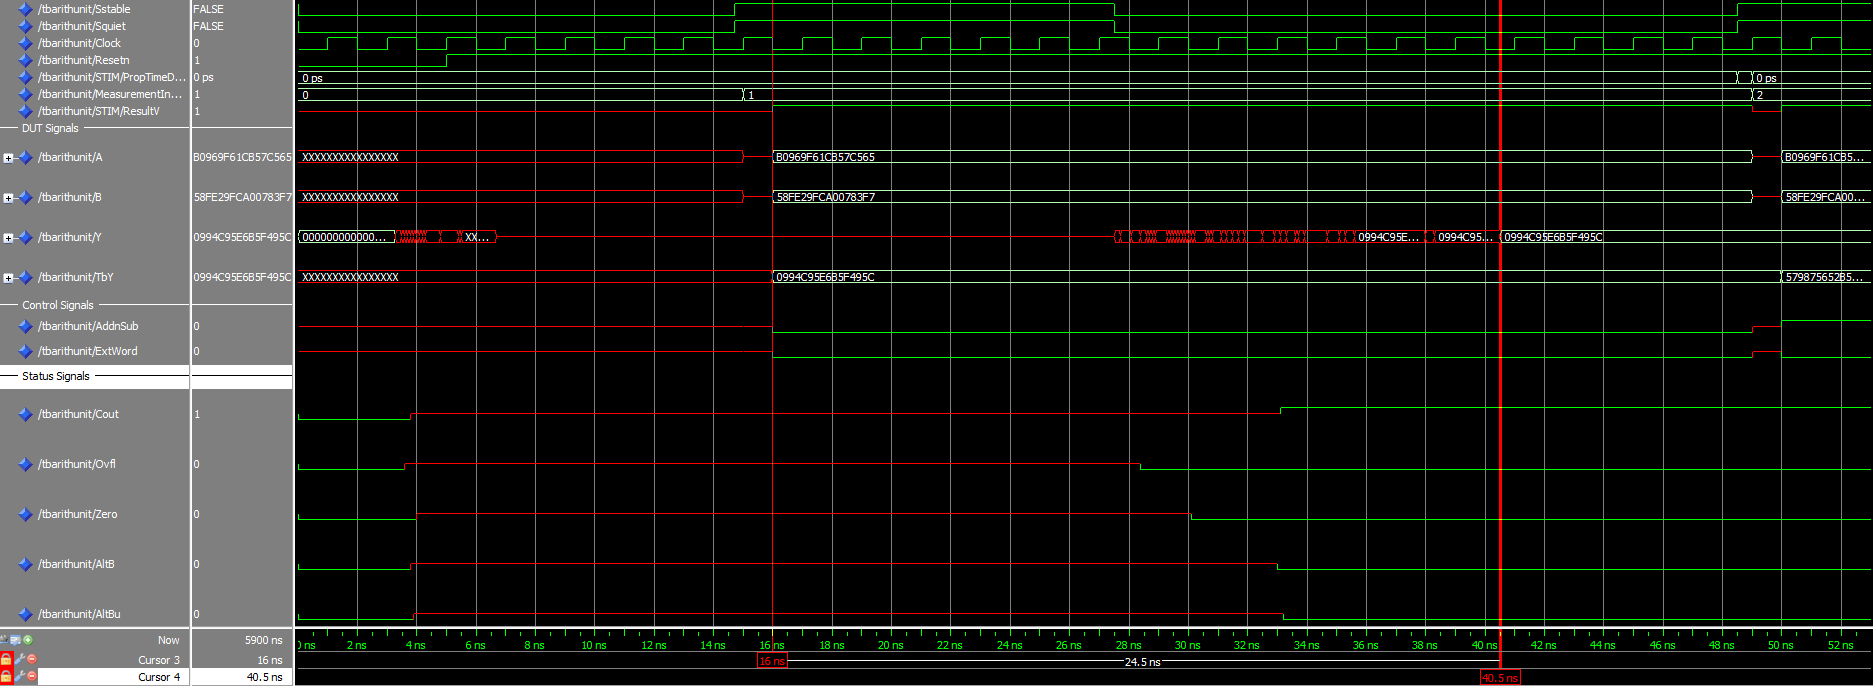 /tbarithunit/Sstable FALSE
/tbarithunit/Squiet FALSE
/tbarithunit/Clock 0
/tbarithunit/Resetn 1
/tbarithunit/STIM/PropTimeD... 0 ps 0 ps 0 ps
/tbarithunit/MeasurementIn... 1 0 1 2
/tbarithunit/STIM/ResultV 1
DUT Signals
/tbarithunit/A B0969F61CB57C565 XXXXXXXXXXXXXXXX B0969F61CB57C565 B0969F61CB5...
/tbarithunit/B 58FE29FCA00783F7 XXXXXXXXXXXXXXXX 58FE29FCA00783F7 58FE29FCA00...
/tbarithunit/Y 0994C95E6B5F495C 000000000000... XX... 0994C95E... 0994C95... 0994C95E6B5F495C
/tbarithunit/TbY 0994C95E6B5F495C XXXXXXXXXXXXXXXX 0994C95E6B5F495C 579875652B5...
Control Signals
/tbarithunit/AddnSub 0
/tbarithunit/ExtWord 0
Status Signals
/tbarithunit/Cout 1
/tbarithunit/Ovfl 0
/tbarithunit/Zero 0
/tbarithunit/AltB 0
/tbarithunit/AltBu 0
Now 5900 ns 0 ns 2 ns 4 ns 6 ns 8 ns 10 ns 12 ns 14 ns 16 ns 18 ns 20 ns 22 ns 24 ns 26 ns 28 ns 30 ns 32 ns 34 ns 36 ns 38 ns 40 ns 42 ns 44 ns 46 ns 48 ns 50 ns 52 ns
Cursor 3 16 ns 16 ns 24.5 ns
Cursor 4 40.5 ns 40.5 ns